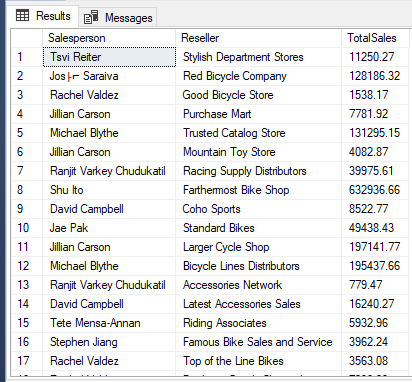 Results Messages
Salesperson Reseller TotalSales
1 Tsvi Reiter Stylish Department Stores 11250.27
2 Jos├⌐ Saraiva Red Bicycle Company 128186.32
3 Rachel Valdez Good Bicycle Store 1538.17
4 Jillian Carson Purchase Mart 7781.92
5 Michael Blythe Trusted Catalog Store 131295.15
6 Jillian Carson Mountain Toy Store 4082.87
7 Ranjit Varkey Chudukatil Racing Supply Distributors 39975.61
8 Shu Ito Farthermost Bike Shop 632936.66
9 David Campbell Coho Sports 8522.77
10 Jae Pak Standard Bikes 49438.43
11 Jillian Carson Larger Cycle Shop 197141.77
12 Michael Blythe Bicycle Lines Distributors 195437.66
13 Ranjit Varkey Chudukatil Accessories Network 779.47
14 David Campbell Latest Accessories Sales 16240.27
15 Tete Mensa-Annan Riding Associates 5932.96
16 Stephen Jiang Famous Bike Sales and Service 3962.24
17 Rachel Valdez Top of the Line Bikes 3563.08